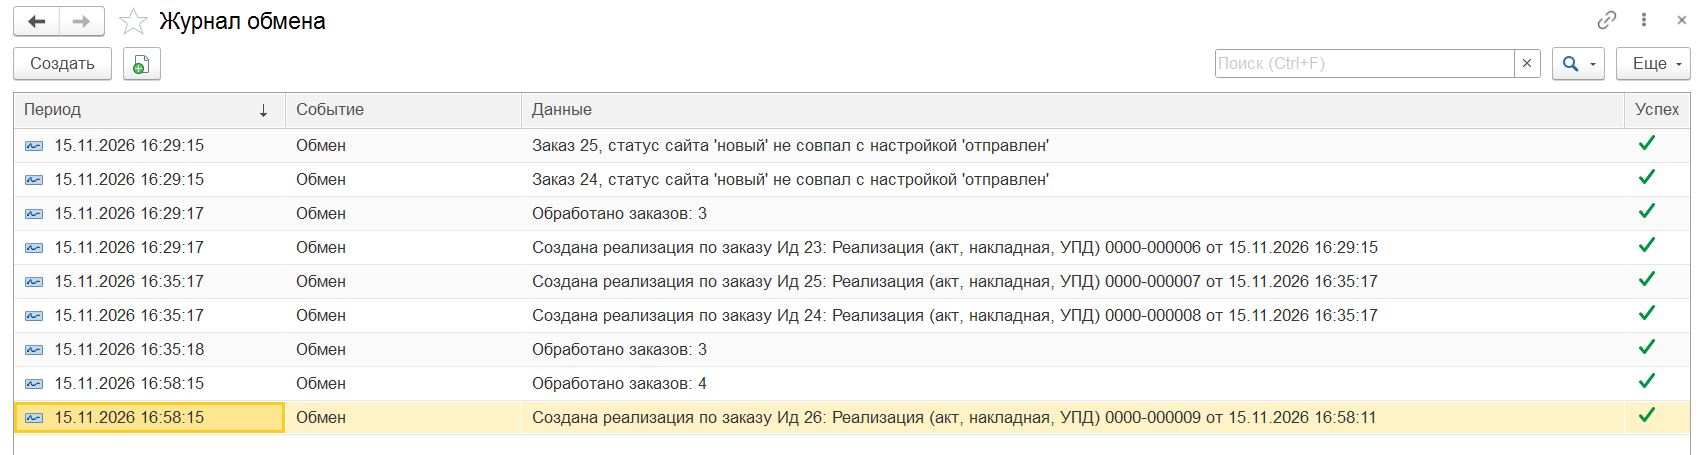 Журнал обмена
Создать
Поиск (Ctrl+F)
Еще
Период Событие Данные Успех
15.11.2026 16:29:15 Обмен Заказ 25, статус сайта 'новый' не совпал с настройкой 'отправлен'
15.11.2026 16:29:15 Обмен Заказ 24, статус сайта 'новый' не совпал с настройкой 'отправлен'
15.11.2026 16:29:17 Обмен Обработано заказов: 3
15.11.2026 16:29:17 Обмен Создана реализация по заказу Ид 23: Реализация (акт, накладная, УПД) 0000-000006 от 15.11.2026 16:29:15
15.11.2026 16:35:17 Обмен Создана реализация по заказу Ид 25: Реализация (акт, накладная, УПД) 0000-000007 от 15.11.2026 16:35:17
15.11.2026 16:35:17 Обмен Создана реализация по заказу Ид 24: Реализация (акт, накладная, УПД) 0000-000008 от 15.11.2026 16:35:17
15.11.2026 16:35:18 Обмен Обработано заказов: 3
15.11.2026 16:58:15 Обмен Обработано заказов: 4
15.11.2026 16:58:15 Обмен Создана реализация по заказу Ид 26: Реализация (акт, накладная, УПД) 0000-000009 от 15.11.2026 16:58:11